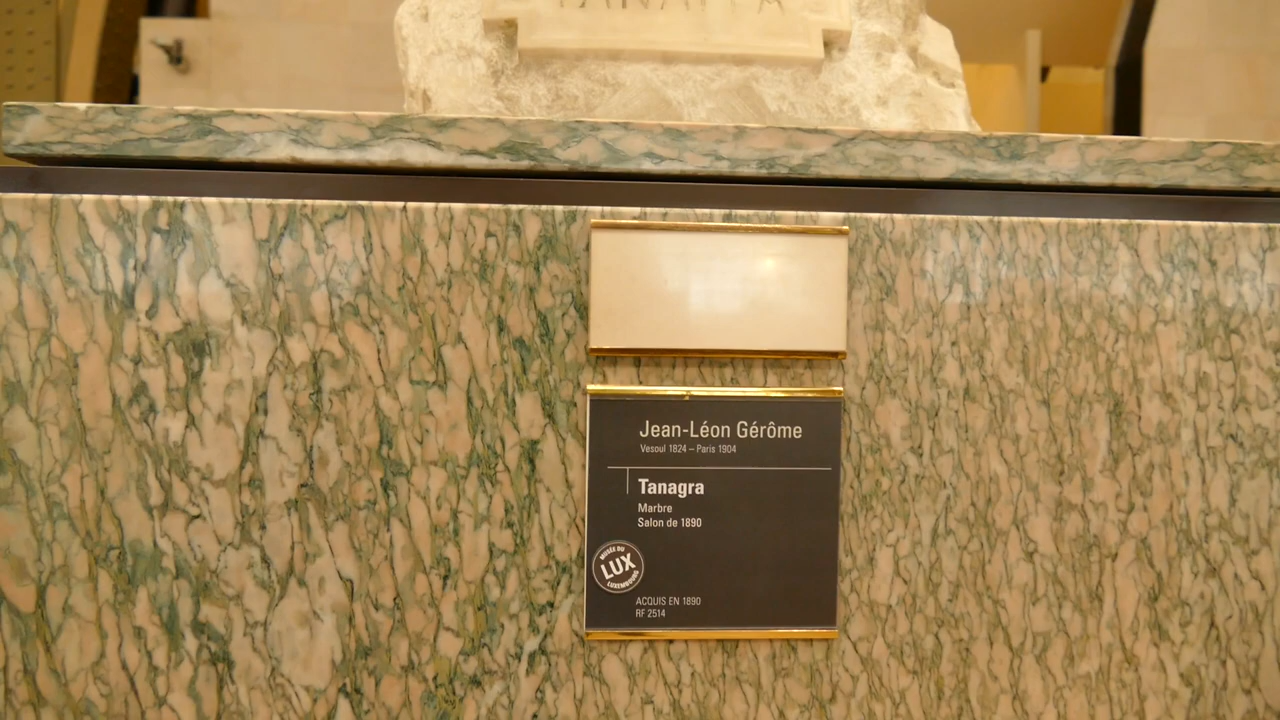 TANAGRA
Jean-Léon Gérôme
Vesoul 1824 – Paris 1904
Tanagra
Marbre
Salon de 1890
MUSÉE DU
LUX
LUXEMBOURG
ACQUIS EN 1890
RF 2514